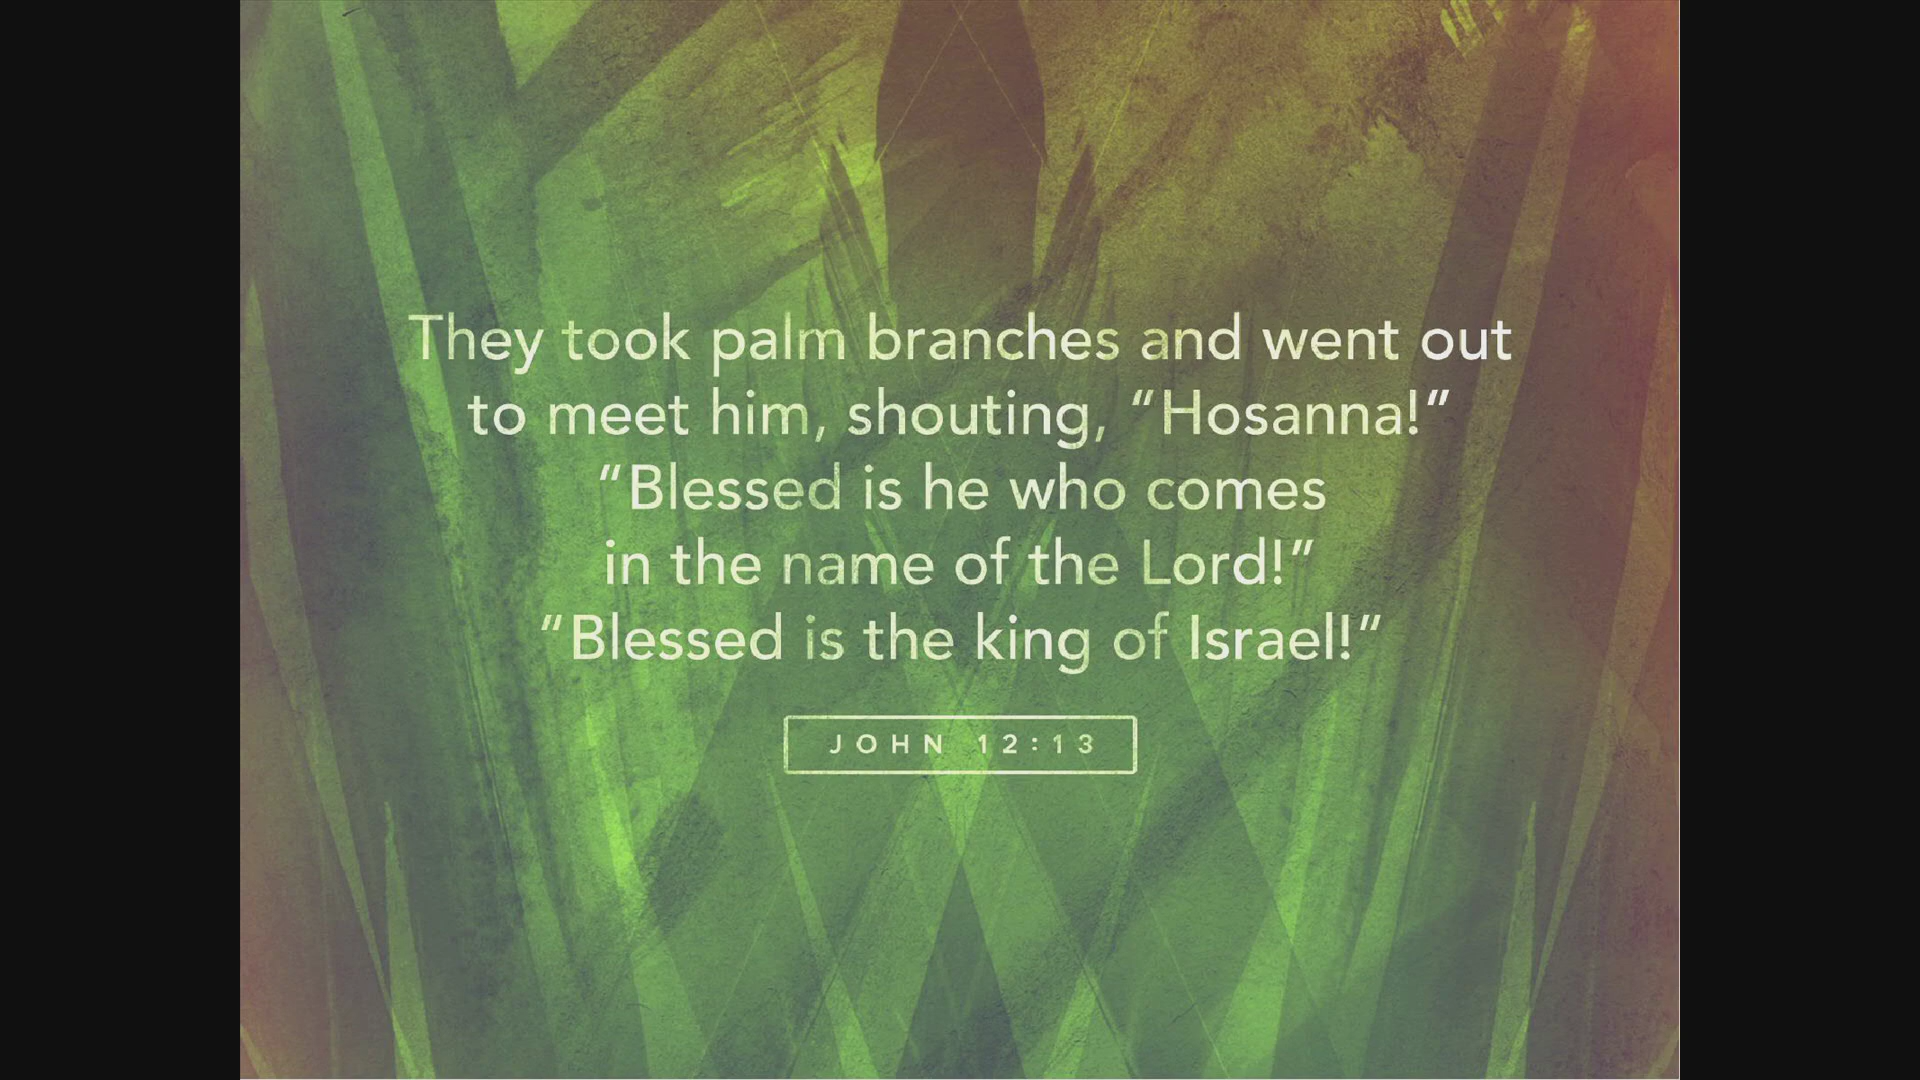 They took palm branches and went out
to meet him, shouting, “Hosanna!”
“Blessed is he who comes
in the name of the Lord!”
“Blessed is the king of Israel!”
JOHN 12:13